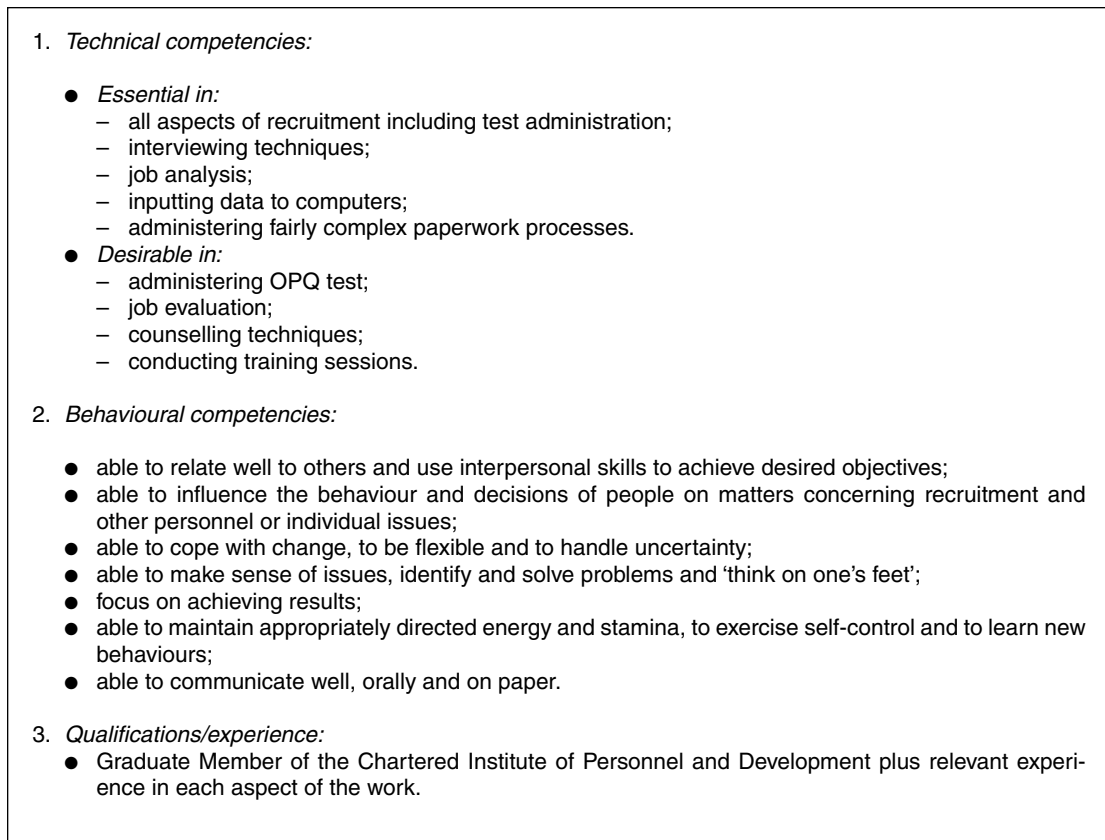 1. Technical competencies:
● Essential in:
– all aspects of recruitment including test administration;
– interviewing techniques;
– job analysis;
– inputting data to computers;
– administering fairly complex paperwork processes.
● Desirable in:
– administering OPQ test;
– job evaluation;
– counselling techniques;
– conducting training sessions.
2. Behavioural competencies:
● able to relate well to others and use interpersonal skills to achieve desired objectives;
● able to influence the behaviour and decisions of people on matters concerning recruitment and
other personnel or individual issues;
● able to cope with change, to be flexible and to handle uncertainty;
● able to make sense of issues, identify and solve problems and ‘think on one’s feet’;
● focus on achieving results;
● able to maintain appropriately directed energy and stamina, to exercise self-control and to learn new
behaviours;
● able to communicate well, orally and on paper.
3. Qualifications/experience:
● Graduate Member of the Chartered Institute of Personnel and Development plus relevant experi-
ence in each aspect of the work.